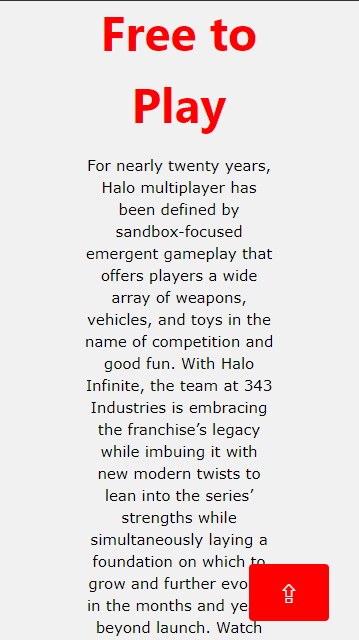 Free to
Play
For nearly twenty years,
Halo multiplayer has
been defined by
sandbox-focused
emergent gameplay that
offers players a wide
array of weapons,
vehicles, and toys in the
name of competition and
good fun. With Halo
Infinite, the team at 343
Industries is embracing
the franchise’s legacy
while imbuing it with
new modern twists to
lean into the series’
strengths while
simultaneously laying a
foundation on which to
grow and further
in the months and
beyond launch. Watch